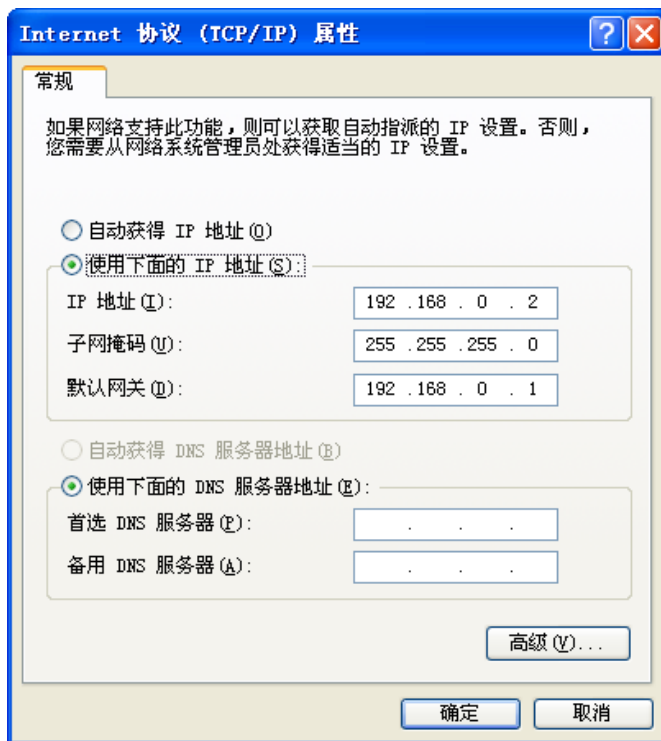 Internet 协议 (TCP/IP) 属性
常规
如果网络支持此功能，则可以获取自动指派的 IP 设置。否则，
您需要从网络系统管理员处获得适当的 IP 设置。
自动获得 IP 地址(O)
使用下面的 IP 地址(S):
IP 地址(I): 192 .168 . 0 . 2
子网掩码(U): 255 .255 .255 . 0
默认网关(D): 192 .168 . 0 . 1
自动获得 DNS 服务器地址(B)
使用下面的 DNS 服务器地址(E):
首选 DNS 服务器(P): . . .
备用 DNS 服务器(A): . . .
高级(V)...
确定 取消